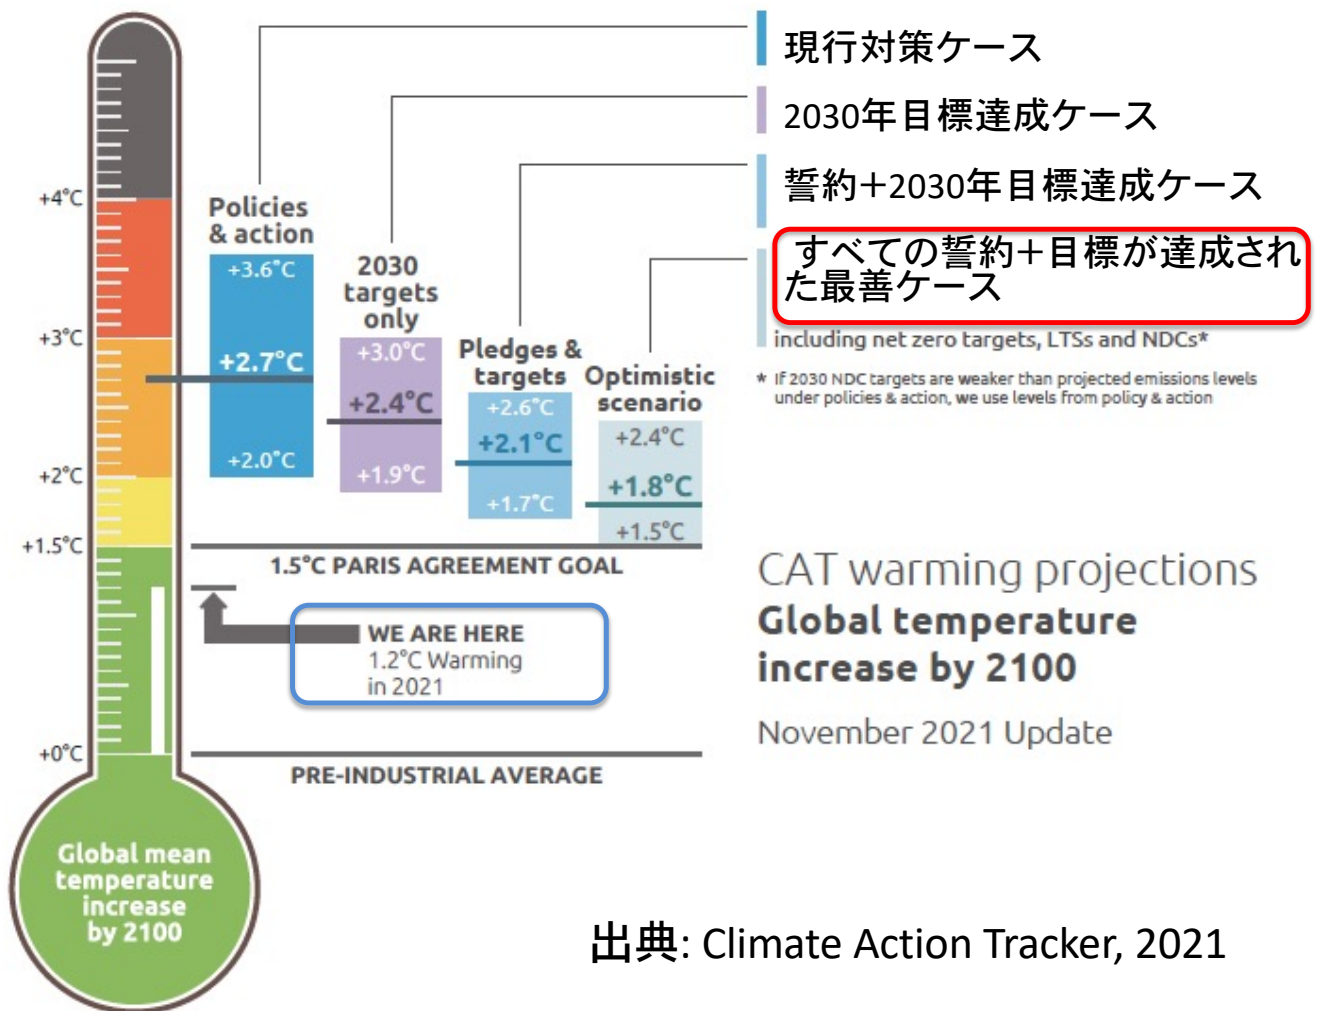 現行対策ケース
2030年目標達成ケース
誓約＋2030年目標達成ケース
すべての誓約＋目標が達成され
た最善ケース
including net zero targets, LTSs and NDCs*
* If 2030 NDC targets are weaker than projected emissions levels
under policies & action, we use levels from policy & action
+4°C
+3°C
+2°C
+1.5°C
+0°C
Policies
& action
+3.6°C
+2.7°C
+2.0°C
2030
targets
only
+3.0°C
+2.4°C
+1.9°C
Pledges &
targets
+2.6°C
+2.1°C
+1.7°C
Optimistic
scenario
+2.4°C
+1.8°C
+1.5°C
1.5°C PARIS AGREEMENT GOAL
WE ARE HERE
1.2°C Warming
in 2021
PRE-INDUSTRIAL AVERAGE
CAT warming projections
Global temperature
increase by 2100
November 2021 Update
Global mean
temperature
increase
by 2100
出典: Climate Action Tracker, 2021